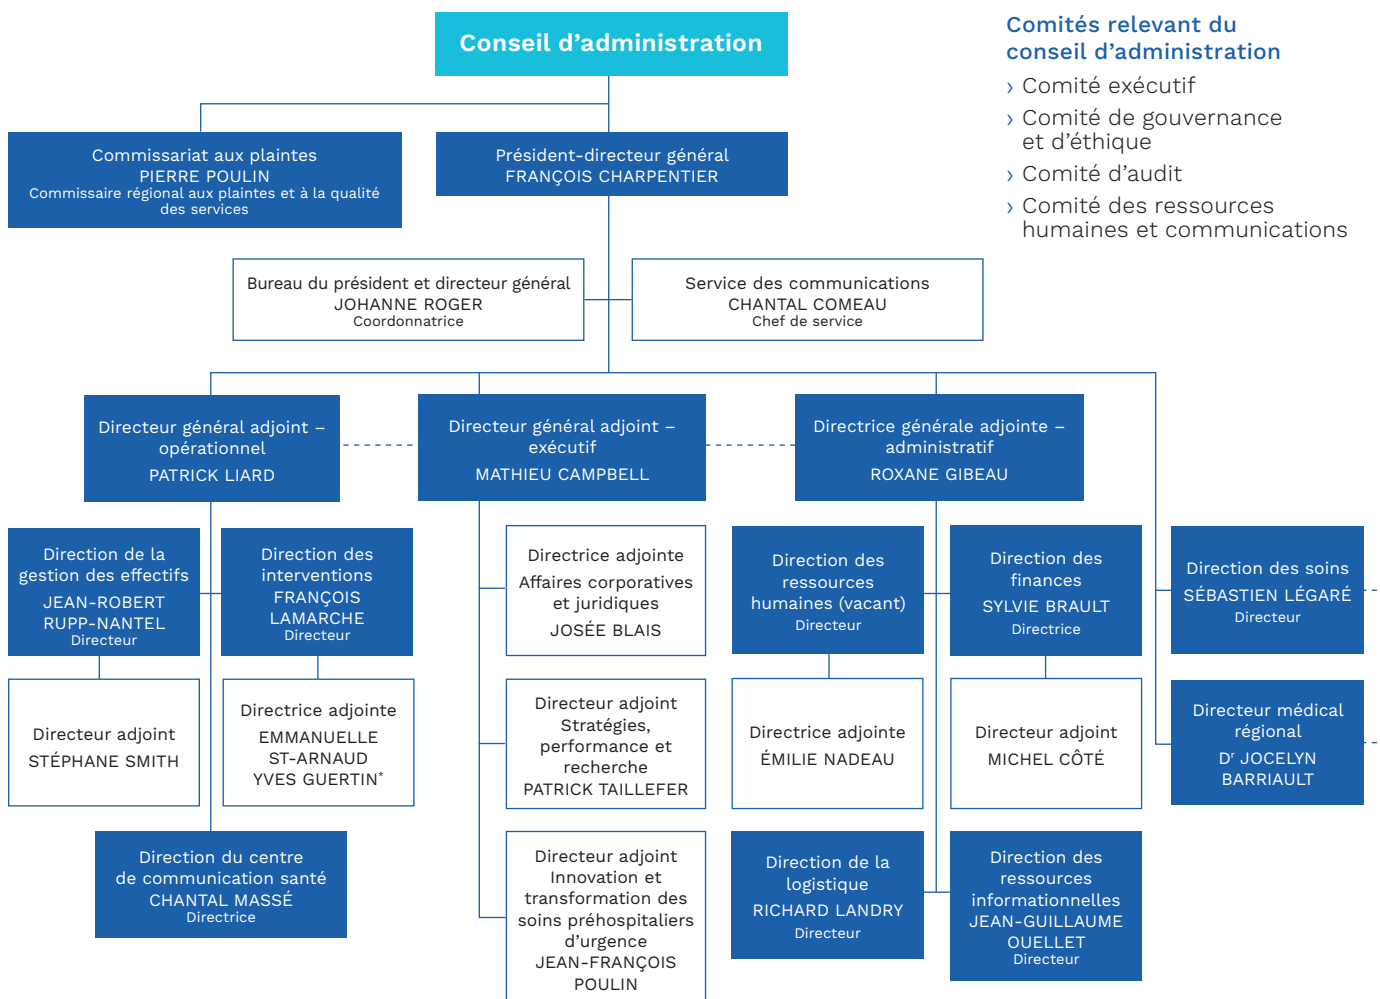 Conseil d’administration
Comités relevant du
conseil d’administration
› Comité exécutif
› Comité de gouvernance
et d’éthique
› Comité d’audit
› Comité des ressources
humaines et communications
Commissariat aux plaintes
PIERRE POULIN
Commissaire régional aux plaintes et à la qualité
des services
Président-directeur général
FRANÇOIS CHARPENTIER
Bureau du président et directeur général
JOHANNE ROGER
Coordonnatrice
Service des communications
CHANTAL COMEAU
Chef de service
Directeur général adjoint –
opérationnel
PATRICK LIARD
Directeur général adjoint –
exécutif
MATHIEU CAMPBELL
Directrice générale adjointe –
administratif
ROXANE GIBEAU
Direction de la
gestion des effectifs
JEAN-ROBERT
RUPP-NANTEL
Directeur
Direction des
interventions
FRANÇOIS
LAMARCHE
Directeur
Directrice adjointe
Affaires corporatives
et juridiques
JOSÉE BLAIS
Direction des
ressources
humaines (vacant)
Directeur
Direction des
finances
SYLVIE BRAULT
Directrice
Direction des soins
SÉBASTIEN LÉGARÉ
Directeur
Directeur adjoint
STÉPHANE SMITH
Directrice adjointe
EMMANUELLE
ST-ARNAUD
YVES GUERTIN*
Directeur adjoint
Stratégies,
performance et
recherche
PATRICK TAILLEFER
Directrice adjointe
ÉMILIE NADEAU
Directeur adjoint
MICHEL CÔTÉ
Directeur médical
régional
Dʳ JOCELYN
BARRIAULT
Direction du centre
de communication santé
CHANTAL MASSÉ
Directrice
Directeur adjoint
Innovation et
transformation des
soins préhospitaliers
d’urgence
JEAN-FRANÇOIS
POULIN
Direction de la
logistique
RICHARD LANDRY
Directeur
Direction des
ressources
informationnelles
JEAN-GUILLAUME
OUELLET
Directeur